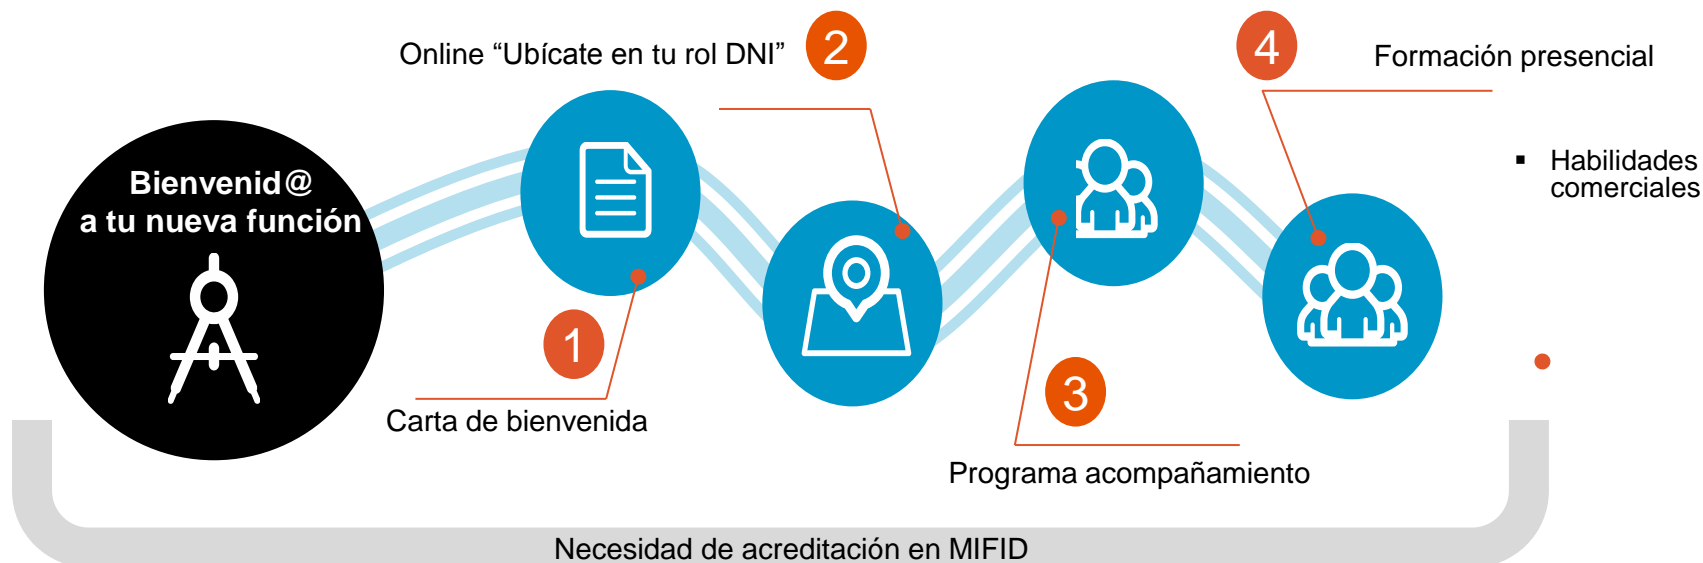 Bienvenid@
a tu nueva función
1
Carta de bienvenida
Online “Ubícate en tu rol DNI”
2
3
Programa acompañamiento
4
Formación presencial
▪ Habilidades
comerciales
Necesidad de acreditación en MIFID